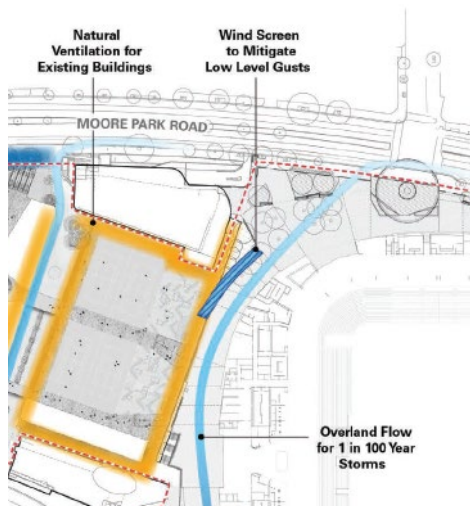 Natural
Ventilation for
Existing Buildings
Wind Screen
to Mitigate
Low Level Gusts
MOORE PARK ROAD
Overland Flow
for 1 in 100 Year
Storms